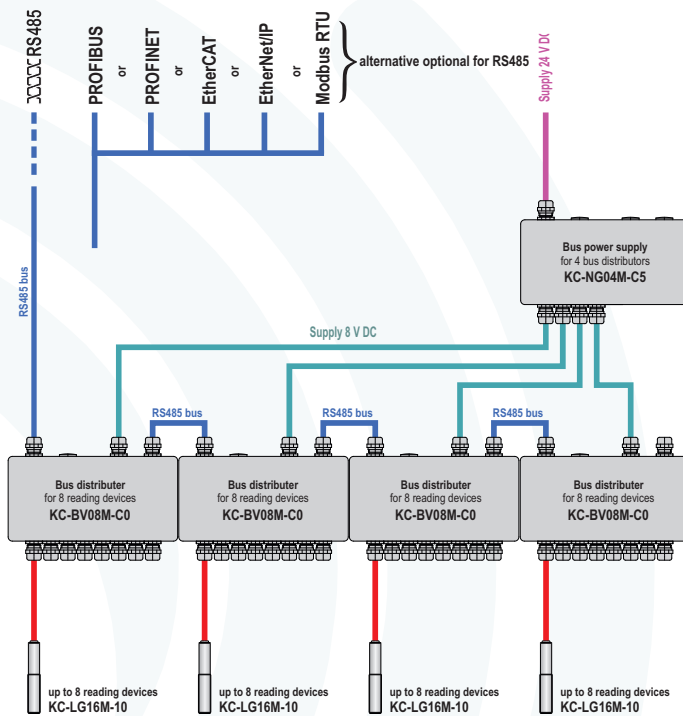 RS485
PROFIBUS
or
PROFINET
or
EtherCAT
or
EtherNet/IP
or
Modbus RTU
alternative optional for RS485
Supply 24 V DC
Bus power supply
for 4 bus distributors
KC-NG04M-C5
RS485 bus
Supply 8 V DC
RS485 bus
RS485 bus
RS485 bus
Bus distributer
for 8 reading devices
KC-BV08M-C0
Bus distributer
for 8 reading devices
KC-BV08M-C0
Bus distributer
for 8 reading devices
KC-BV08M-C0
Bus distributer
for 8 reading devices
KC-BV08M-C0
up to 8 reading devices
KC-LG16M-10
up to 8 reading devices
KC-LG16M-10
up to 8 reading devices
KC-LG16M-10
up to 8 reading devices
KC-LG16M-10